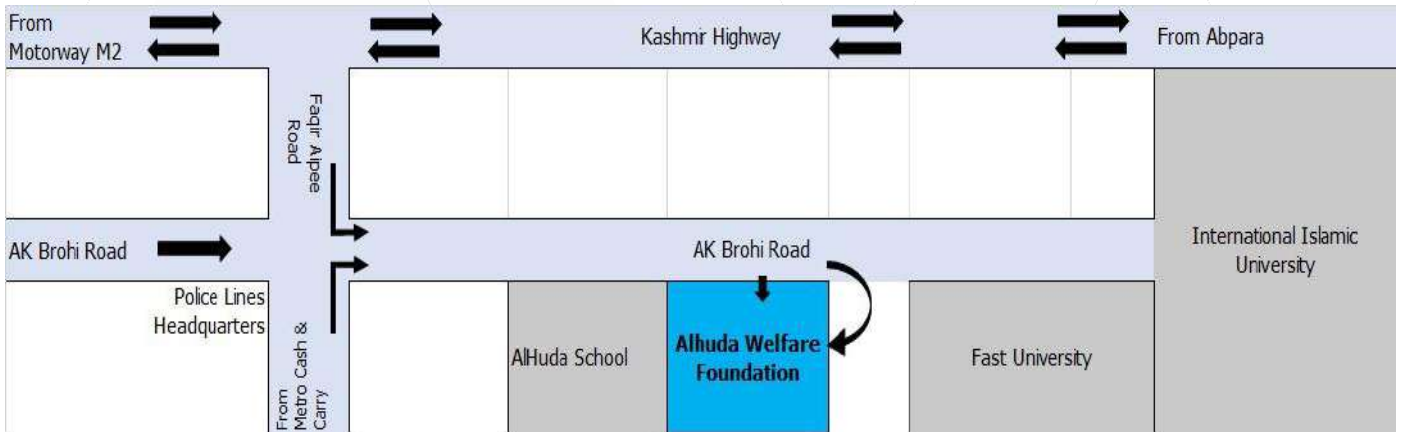 From
Motorway M2
Kashmir Highway
From Abpara
Faqir Aipee
Road
AK Brohi Road
AK Brohi Road
International Islamic
University
Police Lines
Headquarters
From
Metro Cash &
Carry
AlHuda School
Alhuda Welfare
Foundation
Fast University